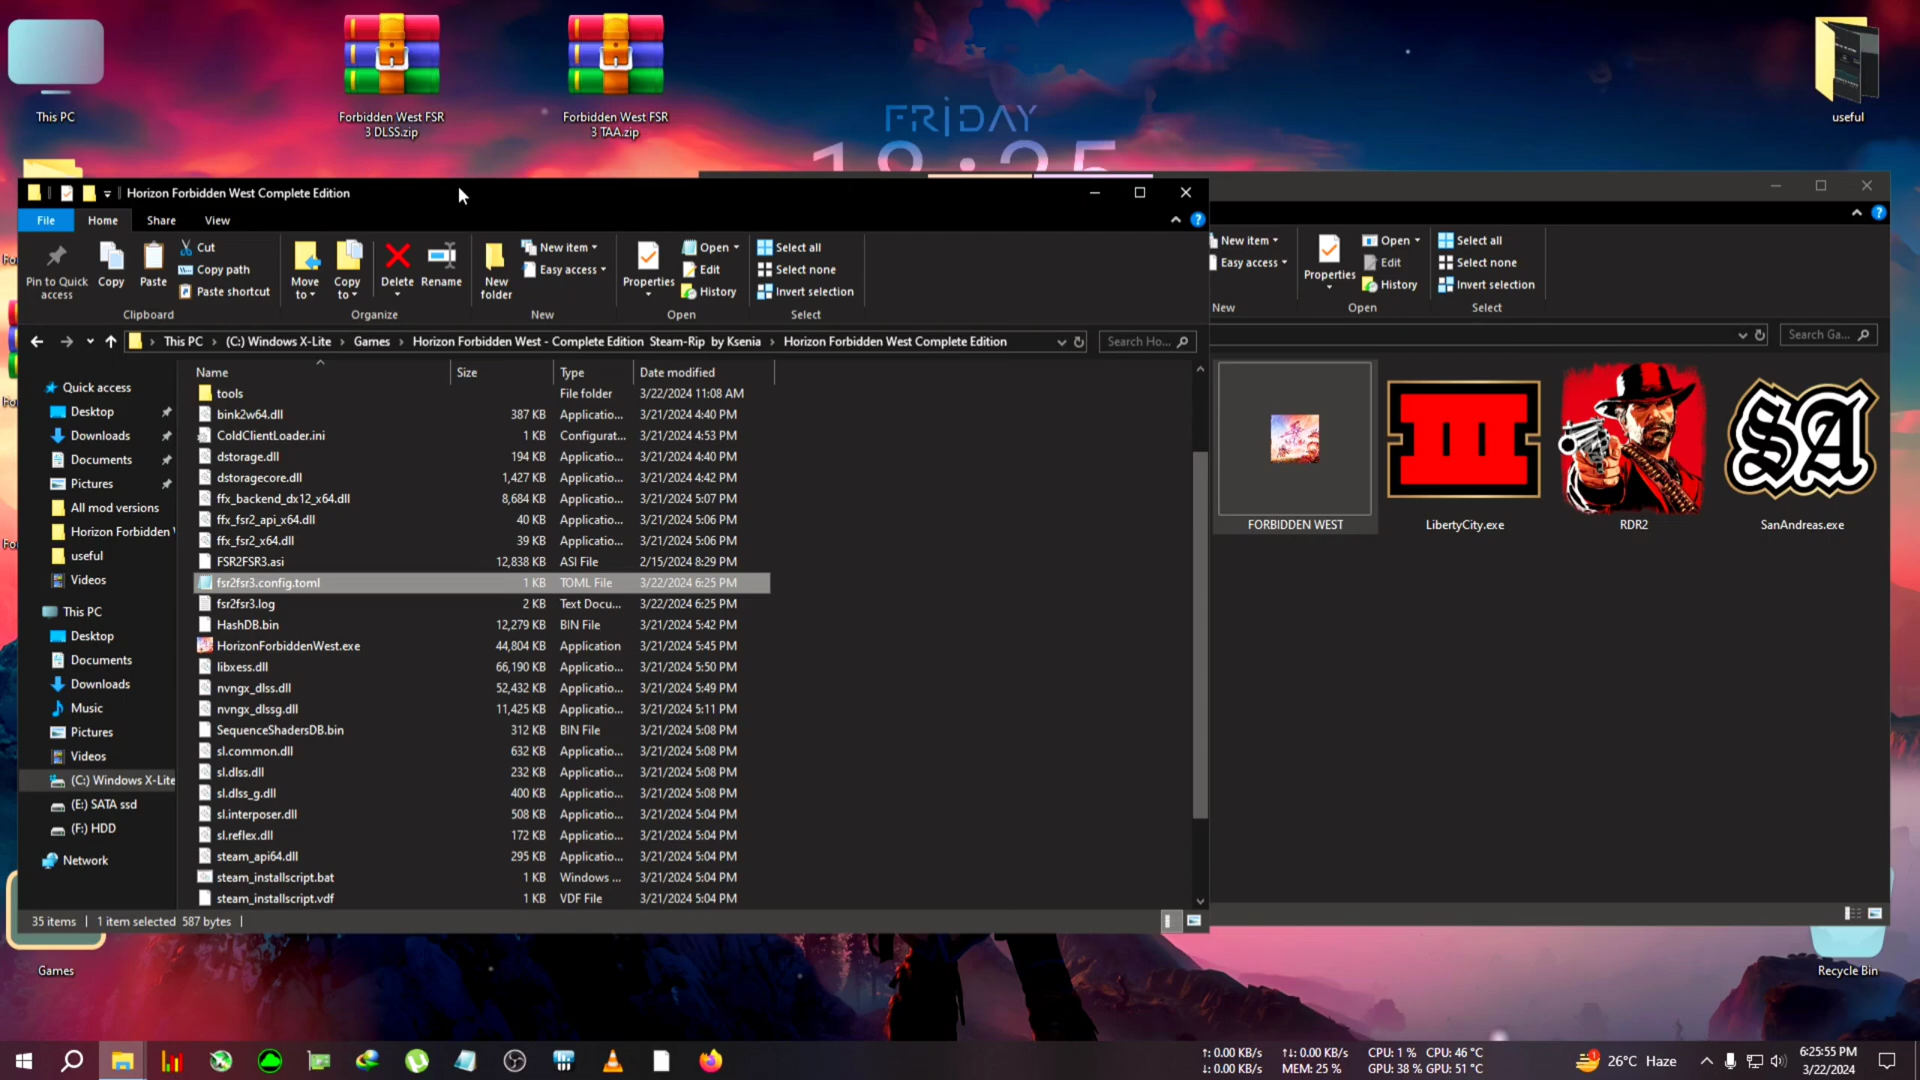 This PC
Forbidden West FSR
3 DLSS.zip
Forbidden West FSR
3 TAA.zip
useful
FRIDAY
18:25
Horizon Forbidden West Complete Edition
File
Home
Share
View
Pin to Quick
access
Copy
Paste
Cut
Copy path
Paste shortcut
Clipboard
Move
to
Copy
to
Delete
Rename
Organize
New
folder
New item
Easy access
New
Properties
Open
Edit
History
Open
Select all
Select none
Invert selection
Select
New item
Easy access
New
Properties
Open
Edit
History
Open
Select all
Select none
Invert selection
Select
This PC
(C:) Windows X-Lite
Games
Horizon Forbidden West - Complete Edition Steam-Rip by Ksenia
Horizon Forbidden West Complete Edition
Search Ho...
Search Ga...
Name Size Type Date modified
tools File folder 3/22/2024 11:08 AM
bink2w64.dll 387 KB Applicatio... 3/21/2024 4:40 PM
ColdClientLoader.ini 1 KB Configurat... 3/21/2024 4:53 PM
dstorage.dll 194 KB Applicatio... 3/21/2024 4:40 PM
dstoragecore.dll 1,427 KB Applicatio... 3/21/2024 4:42 PM
ffx_backend_dx12_x64.dll 8,684 KB Applicatio... 3/21/2024 5:07 PM
ffx_fsr2_api_x64.dll 40 KB Applicatio... 3/21/2024 5:06 PM
ffx_fsr2_x64.dll 39 KB Applicatio... 3/21/2024 5:06 PM
FSR2FSR3.asi 12,838 KB ASI File 2/15/2024 8:29 PM
fsr2fsr3.config.toml 1 KB TOML File 3/22/2024 6:25 PM
fsr2fsr3.log 2 KB Text Docu... 3/22/2024 6:25 PM
HashDB.bin 12,279 KB BIN File 3/21/2024 5:42 PM
HorizonForbiddenWest.exe 44,804 KB Application 3/21/2024 5:45 PM
libxess.dll 66,190 KB Applicatio... 3/21/2024 5:50 PM
nvngx_dlss.dll 52,432 KB Applicatio... 3/21/2024 5:49 PM
nvngx_dlssg.dll 11,425 KB Applicatio... 3/21/2024 5:11 PM
SequenceShadersDB.bin 312 KB BIN File 3/21/2024 5:08 PM
sl.common.dll 632 KB Applicatio... 3/21/2024 5:08 PM
sl.dlss.dll 232 KB Applicatio... 3/21/2024 5:08 PM
sl.dlss_g.dll 400 KB Applicatio... 3/21/2024 5:08 PM
sl.interposer.dll 508 KB Applicatio... 3/21/2024 5:04 PM
sl.reflex.dll 172 KB Applicatio... 3/21/2024 5:04 PM
steam_api64.dll 295 KB Applicatio... 3/21/2024 5:04 PM
steam_installscript.bat 1 KB Windows ... 3/21/2024 5:04 PM
steam_installscript.vdf 1 KB VDF File 3/21/2024 5:04 PM
Quick access
Desktop
Downloads
Documents
Pictures
All mod versions
Horizon Forbidden
useful
Videos
This PC
Desktop
Documents
Downloads
Music
Pictures
Videos
(C:) Windows X-Lite
(E:) SATA ssd
(F:) HDD
Network
35 items
1 item selected 587 bytes
FORBIDDEN WEST
III
LibertyCity.exe
RDR2
SA
SanAndreas.exe
Games
Recycle Bin
↑: 0.00 KB/s
↓: 0.00 KB/s
↑↓: 0.00 KB/s
MEM: 25 %
CPU: 1 % CPU: 46 °C
GPU: 38 % GPU: 51 °C
1
26°C Haze
6:25:55 PM
3/22/2024